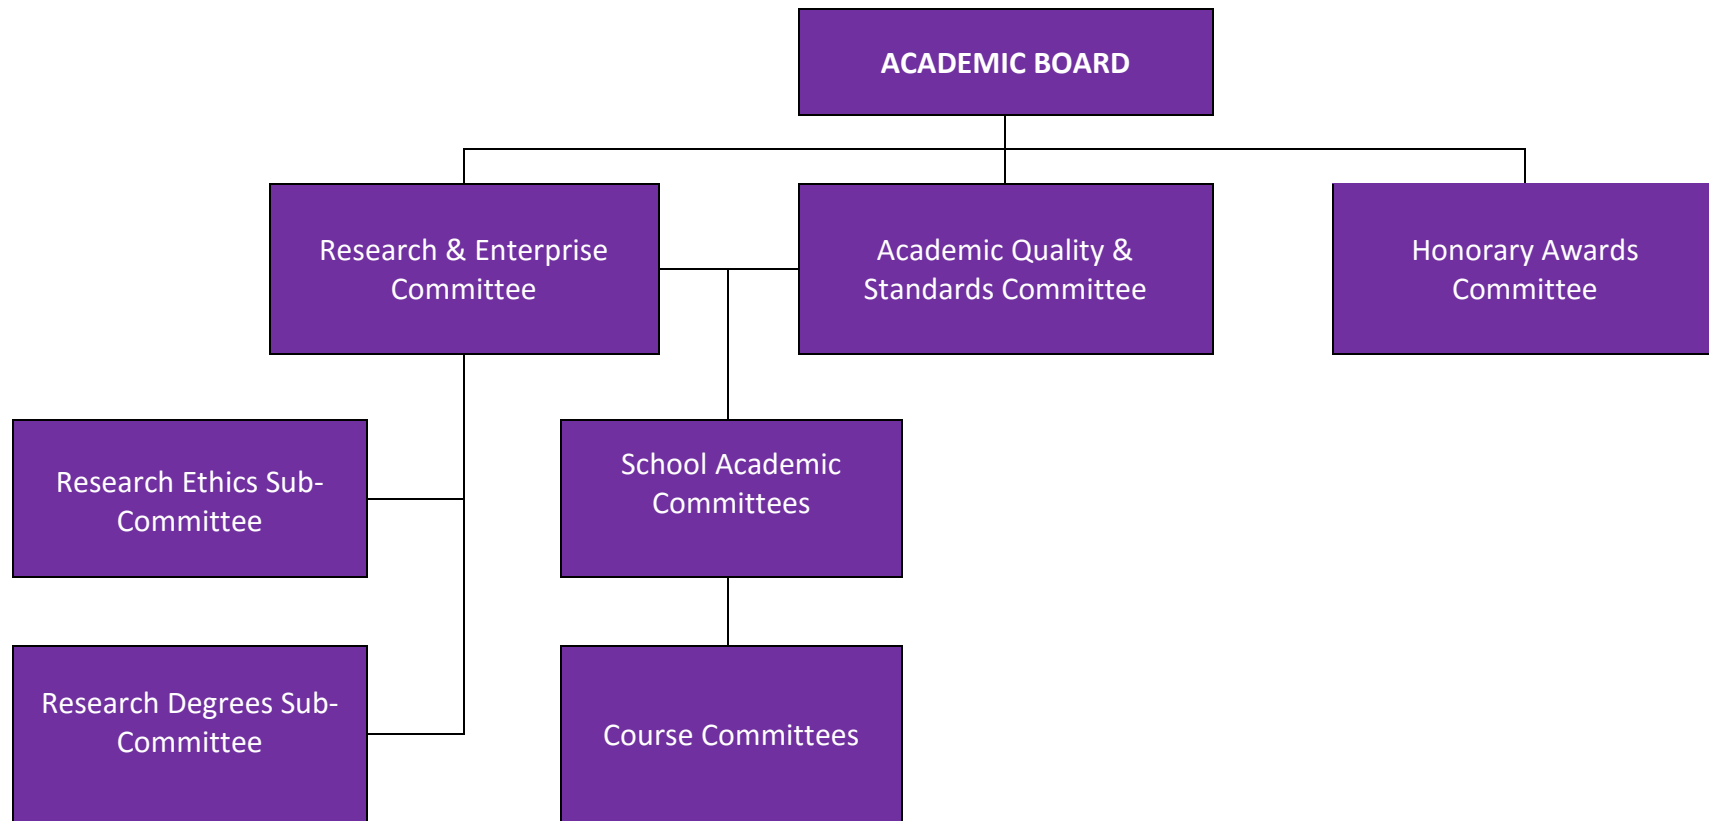 ACADEMIC BOARD
Research & Enterprise
Committee
Academic Quality &
Standards Committee
Honorary Awards
Committee
Research Ethics Sub-
Committee
School Academic
Committees
Research Degrees Sub-
Committee
Course Committees